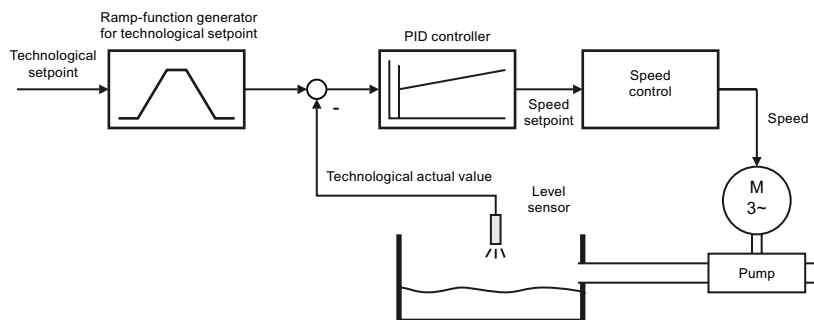 Ramp-function generator
for technological setpoint
Technological
setpoint
PID controller
-
Speed
setpoint
Speed
control
Speed
M
3~
Technological actual value
Level
sensor
Pump